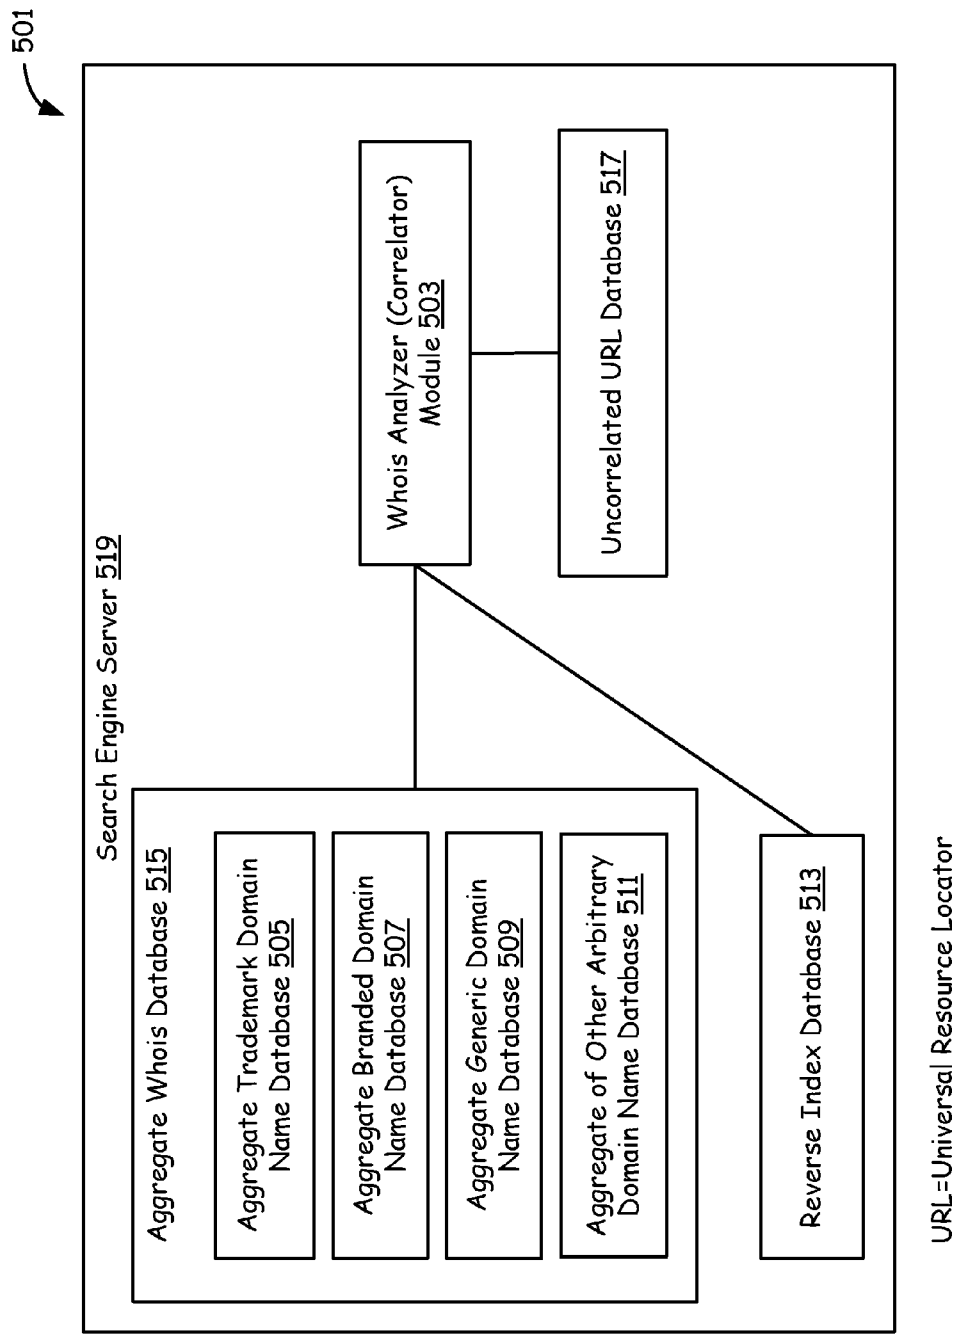 501
Search Engine Server 519
Aggregate Whois Database 515
Aggregate Trademark Domain
Name Database 505
Aggregate Branded Domain
Name Database 507
Aggregate Generic Domain
Name Database 509
Aggregate of Other Arbitrary
Domain Name Database 511
Reverse Index Database 513
Whois Analyzer (Correlator)
Module 503
Uncorrelated URL Database 517
URL=Universal Resource Locator